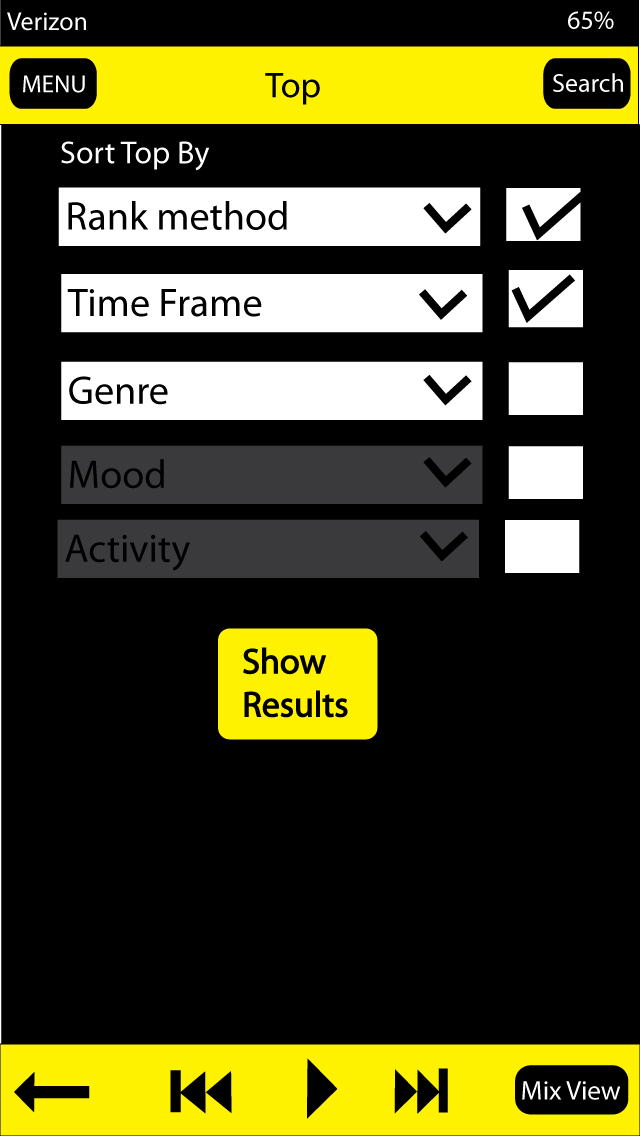 Verizon 65%
MENU Top Search
Sort Top By
Rank method
Time Frame
Genre
Mood
Activity
Show
Results
Mix View